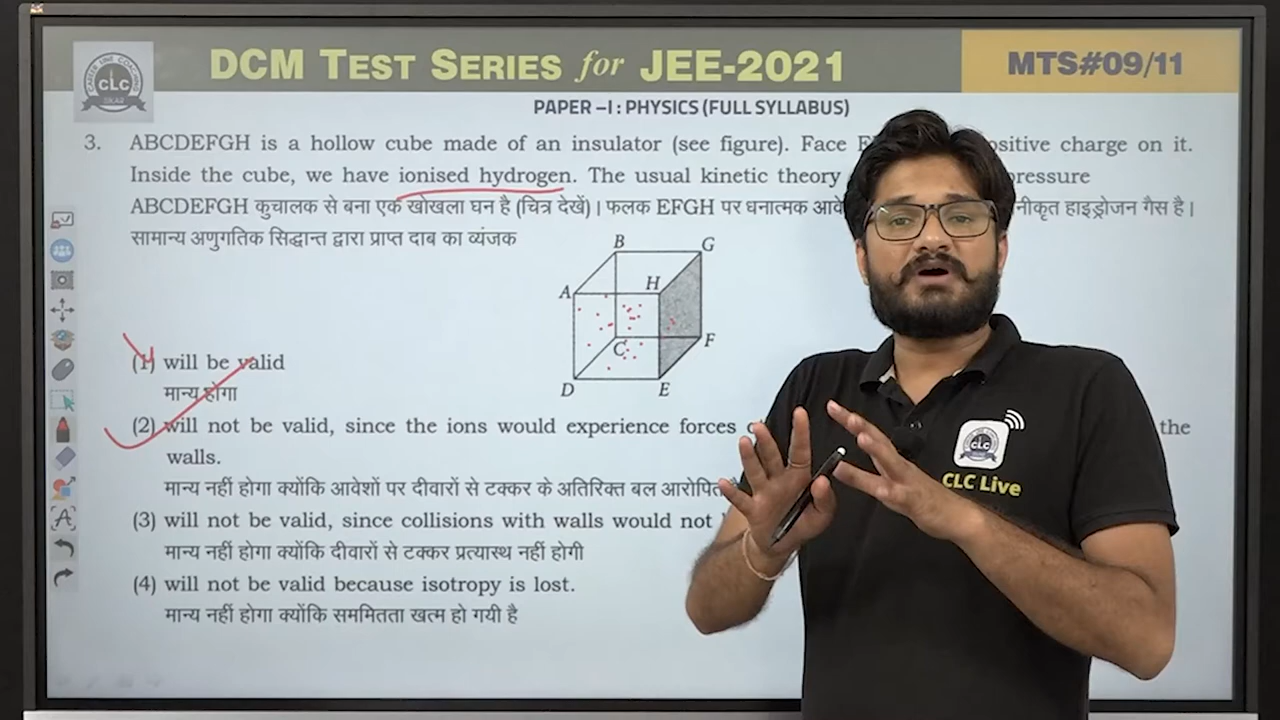 DCM TEST SERIES for JEE-2021
MTS#09/11
CLC
PAPER –I : PHYSICS (FULL SYLLABUS)
3. ABCDEFGH is a hollow cube made of an insulator (see figure). Face ositive charge on it.
Inside the cube, we have ionised hydrogen. The usual kinetic theory pressure
ABCDEFGH कुचालक से बना एक खोखला घन है (चित्र देखें)। फलक EFGH पर धनात्मक नीकृत हाइड्रोजन गैस है।
सामान्य अणुगतिक सिद्धान्त द्वारा प्राप्त दाब का व्यंजक
B G
A H
C F
D E
(1) will be valid
मान्य होगा
(2) will not be valid, since the ions would experience forces the
walls.
मान्य नहीं होगा क्योंकि आवेशों पर दीवारों से टक्कर के अतिरिक्त बल आरोपित
(3) will not be valid, since collisions with walls would not
मान्य नहीं होगा क्योंकि दीवारों से टक्कर प्रत्यास्थ नहीं होगी
(4) will not be valid because isotropy is lost.
मान्य नहीं होगा क्योंकि सममितता खत्म हो गयी है
CLC
CLC Live